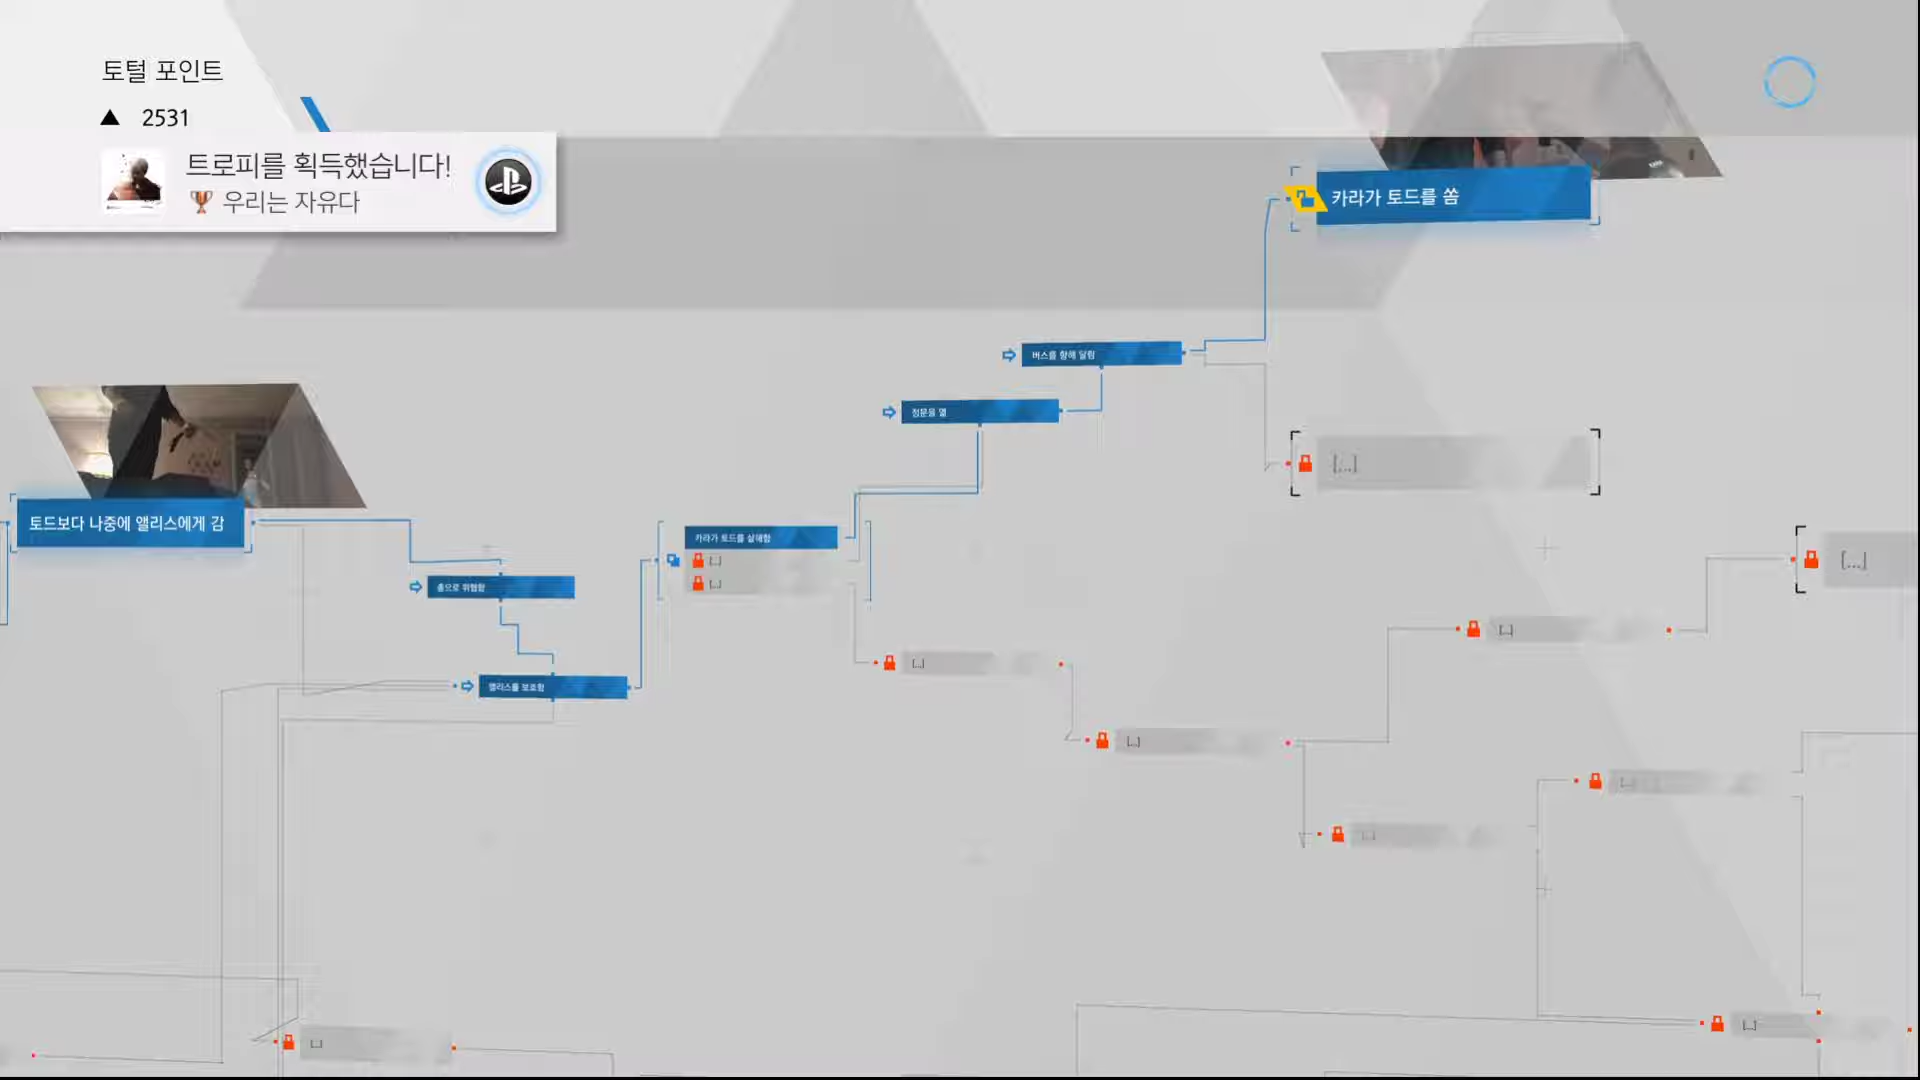 토털 포인트
2531
트로피를 획득했습니다!
우리는 자유다
카라가 토드를 쏨
버스를 향해 달림
정문을 엶
[...]
토드보다 나중에 앨리스에게 감
카라가 토드를 살해함
[...]
[...]
[...]
총으로 위협함
앨리스를 보호함
[...]
[...]
[...]
[...]
[...]
[...]
[...]